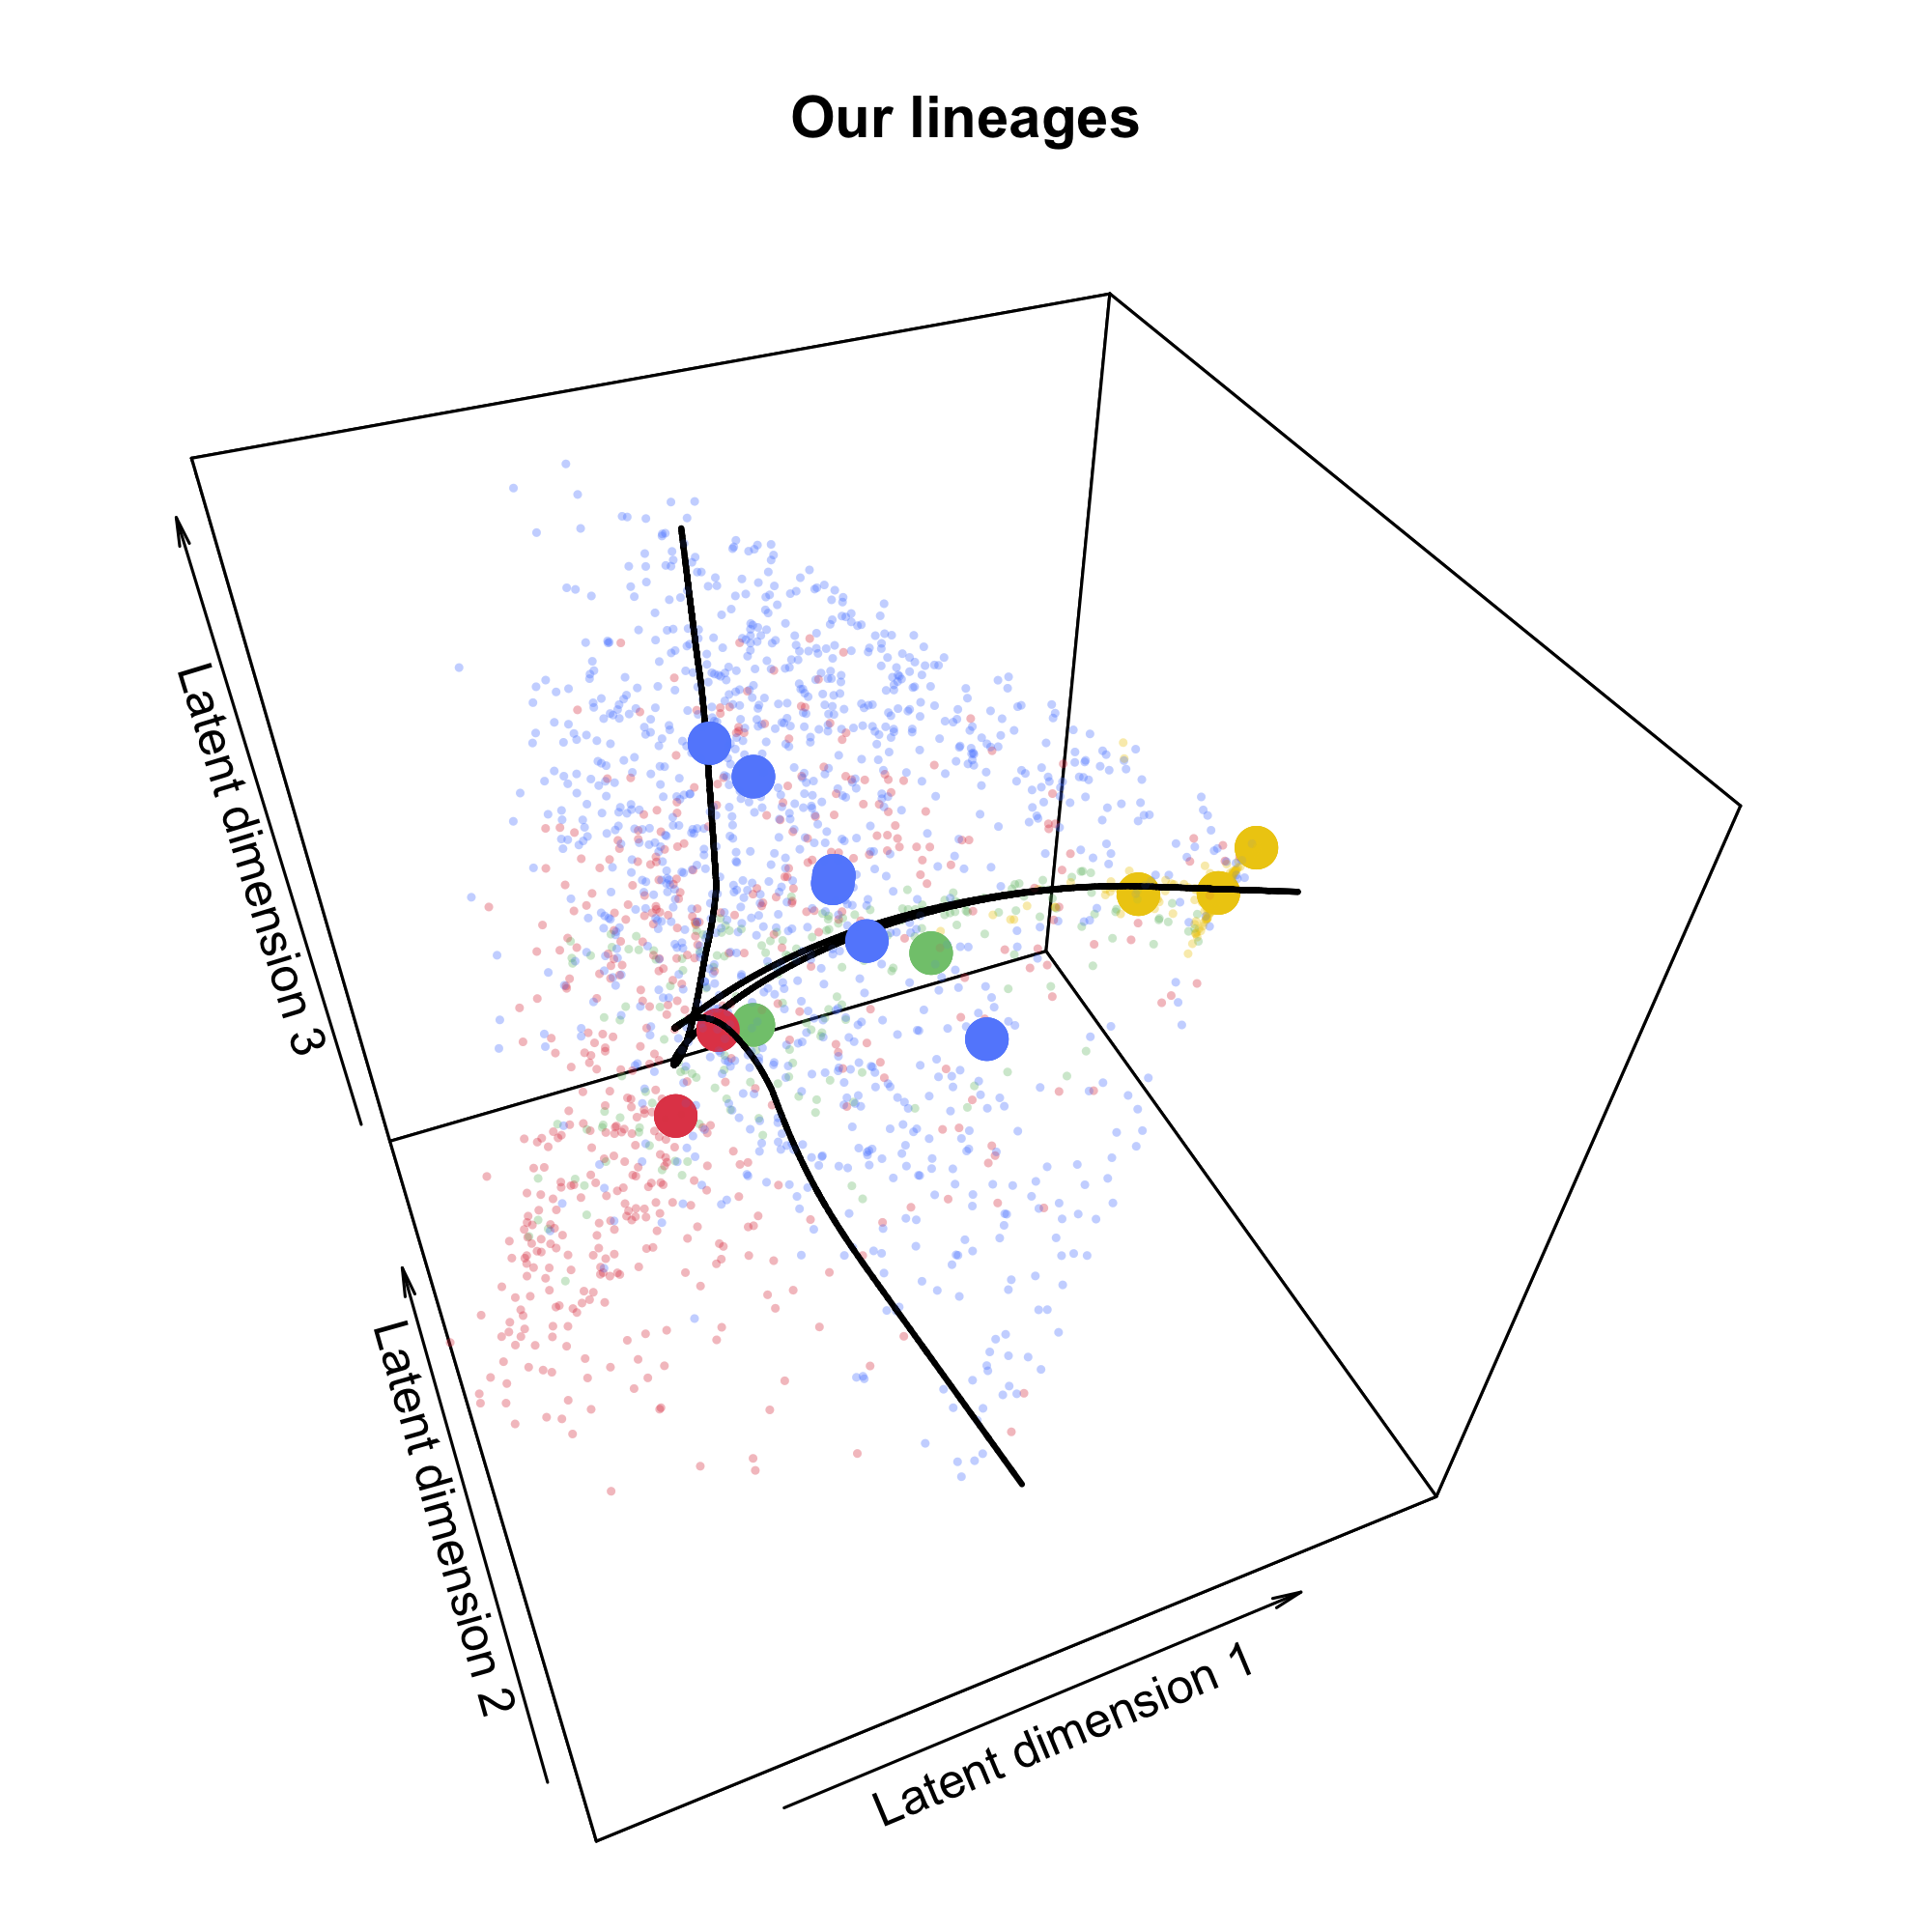 Our lineages
Latent dimension 3
Latent dimension 2
Latent dimension 1